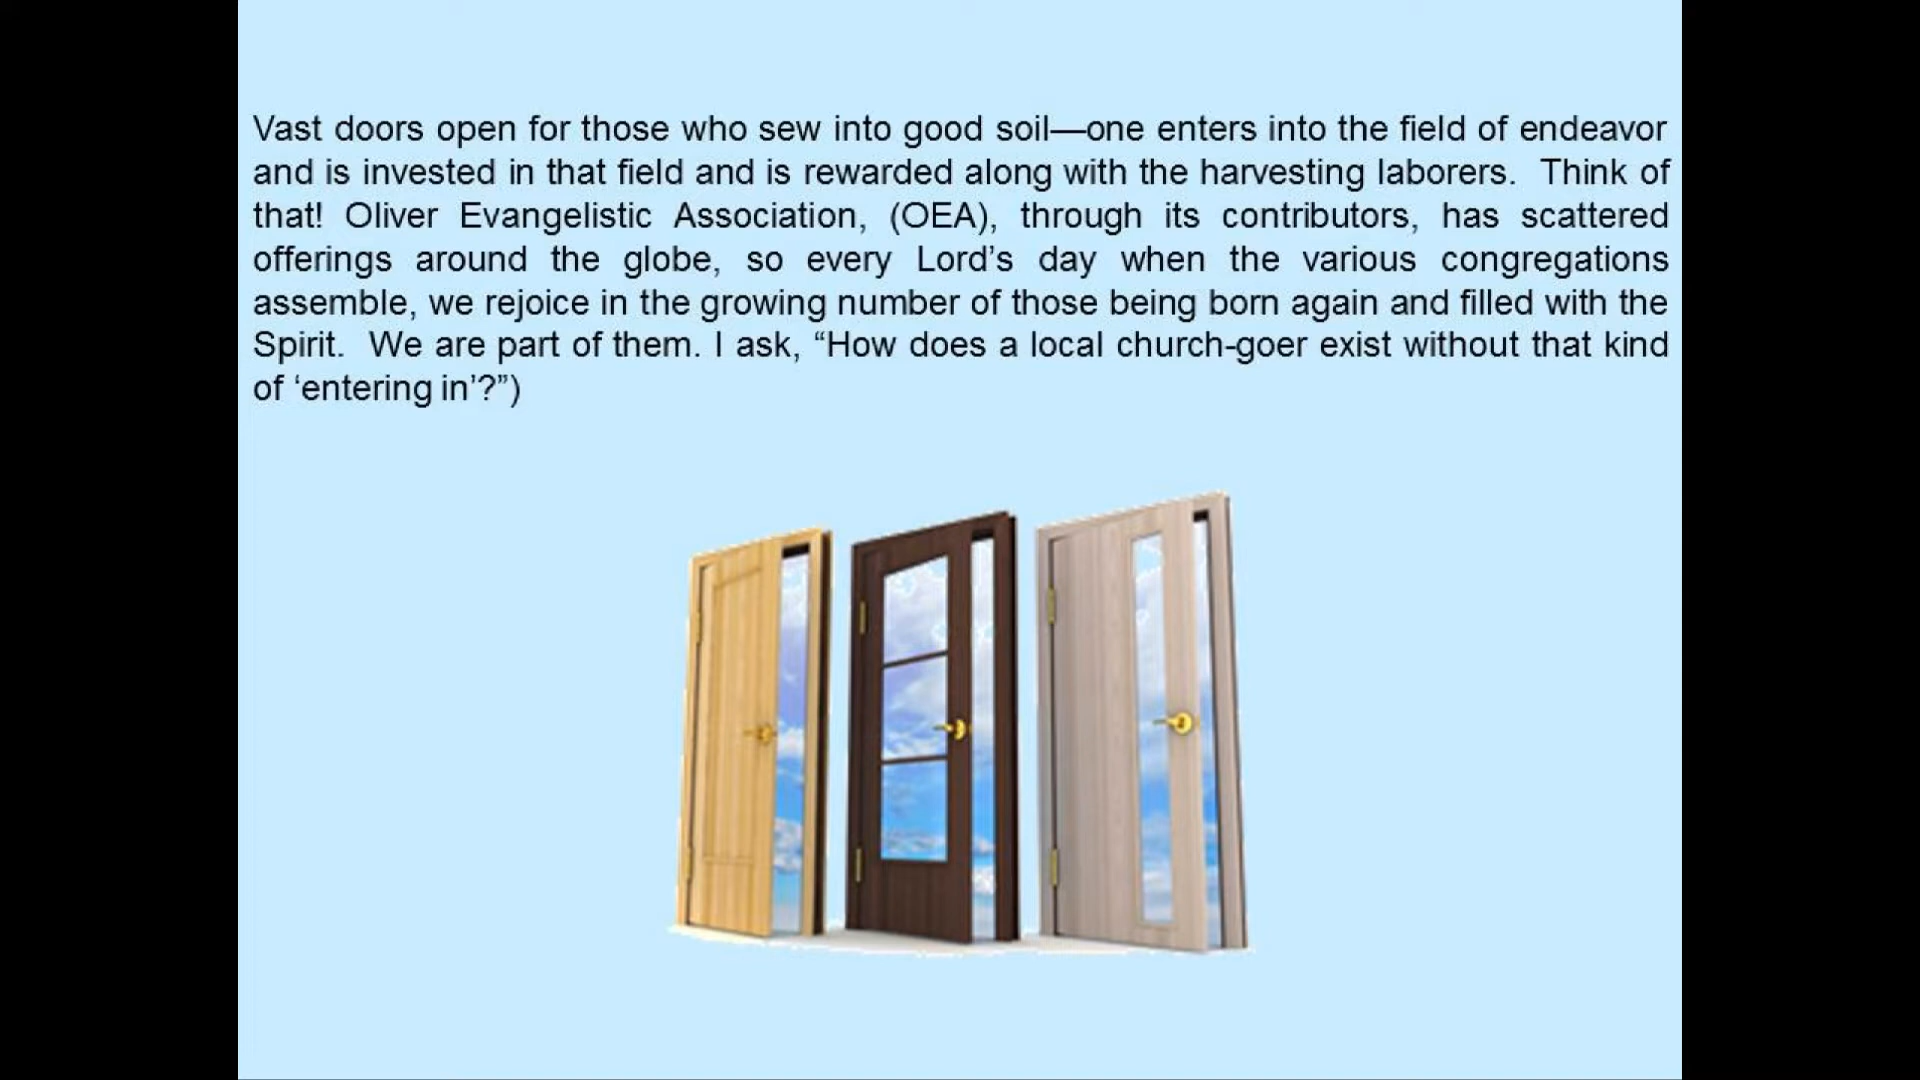 Vast doors open for those who sew into good soil—one enters into the field of endeavor
and is invested in that field and is rewarded along with the harvesting laborers.  Think of
that! Oliver Evangelistic Association, (OEA), through its contributors, has scattered
offerings around the globe, so every Lord’s day when the various congregations
assemble, we rejoice in the growing number of those being born again and filled with the
Spirit.  We are part of them. I ask, “How does a local church-goer exist without that kind
of ‘entering in’?”)